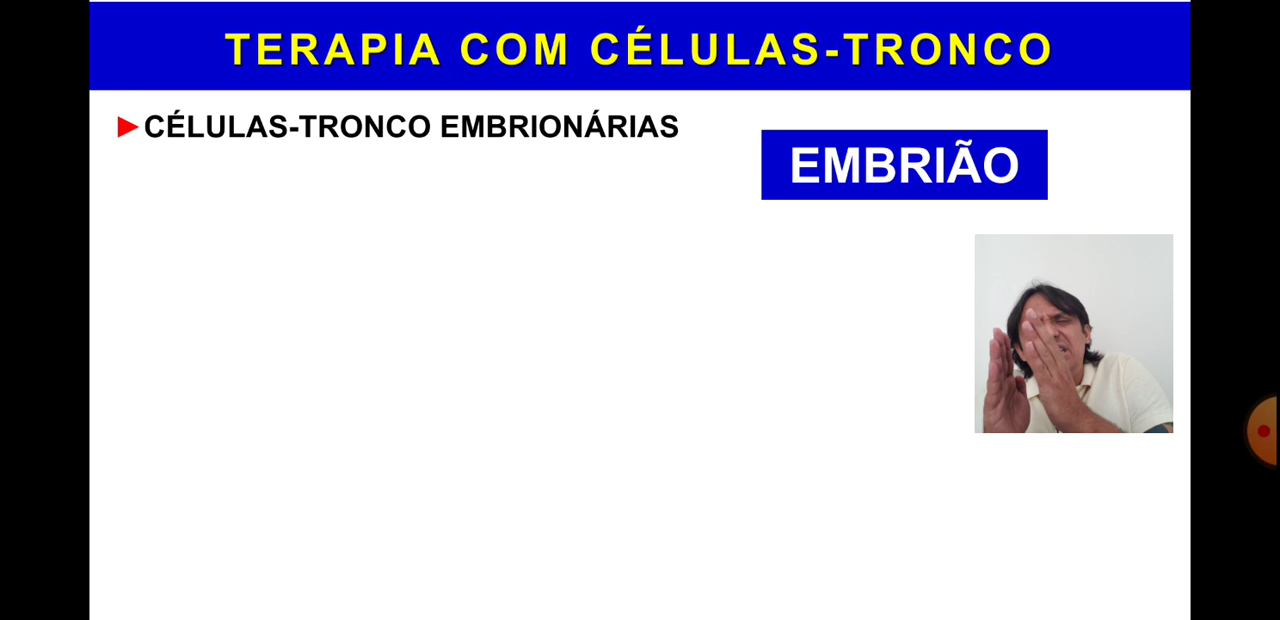 TERAPIA COM CÉLULAS-TRONCO
►CÉLULAS-TRONCO EMBRIONÁRIAS
EMBRIÃO